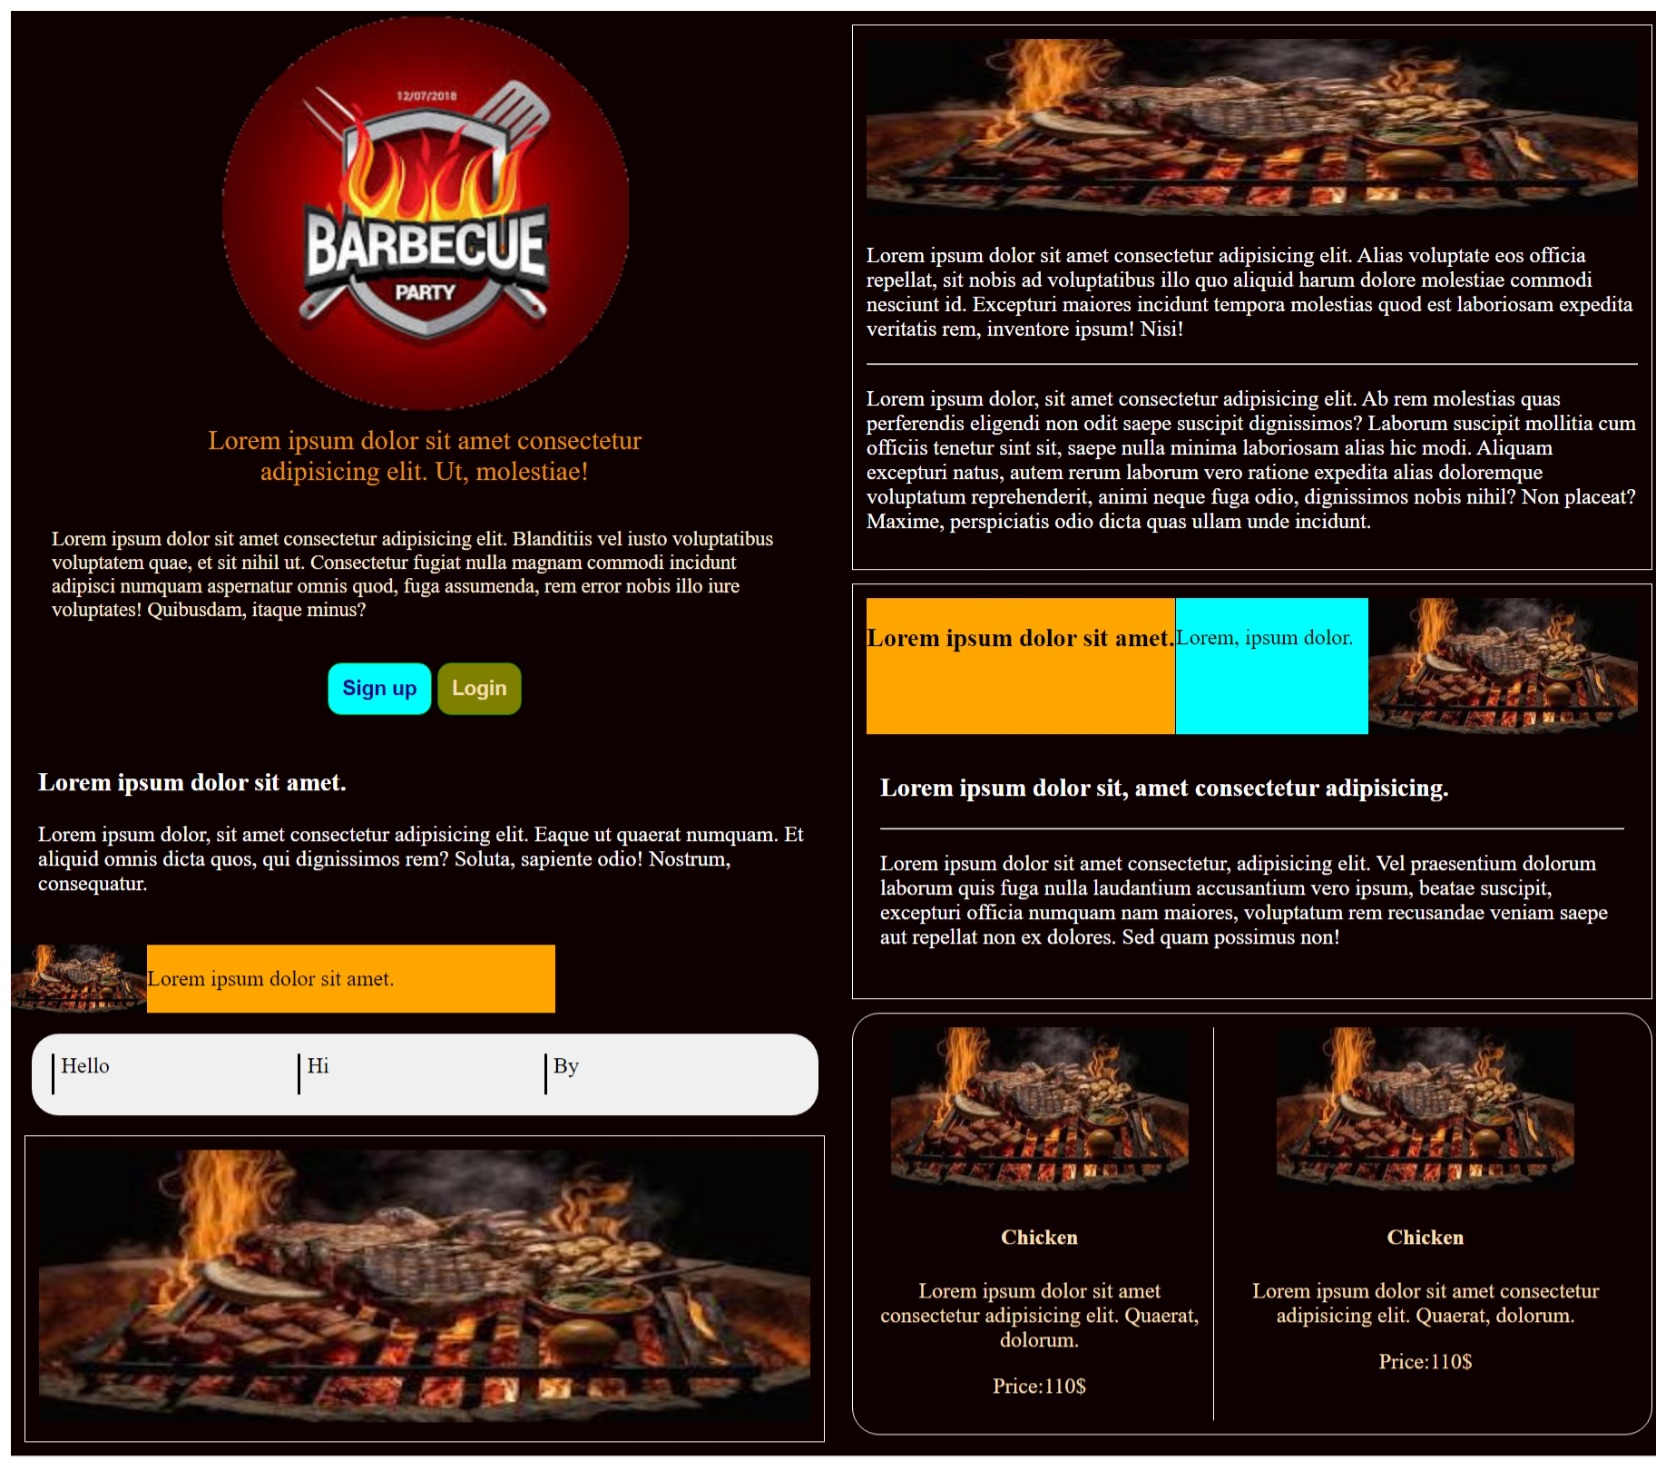 12/07/2018
BARBECUE
PARTY
Lorem ipsum dolor sit amet consectetur
adipisicing elit. Ut, molestiae!
Lorem ipsum dolor sit amet consectetur adipisicing elit. Blanditiis vel iusto voluptatibus
voluptatem quae, et sit nihil ut. Consectetur fugiat nulla magnam commodi incidunt
adipisci numquam aspernatur omnis quod, fuga assumenda, rem error nobis illo iure
voluptates! Quibusdam, itaque minus?
Sign up Login
Lorem ipsum dolor sit amet.
Lorem ipsum dolor, sit amet consectetur adipisicing elit. Eaque ut quaerat numquam. Et
aliquid omnis dicta quos, qui dignissimos rem? Soluta, sapiente odio! Nostrum,
consequatur.
Lorem ipsum dolor sit amet.
Hello Hi By
Lorem ipsum dolor sit amet consectetur adipisicing elit. Alias voluptate eos officia
repellat, sit nobis ad voluptatibus illo quo aliquid harum dolore molestiae commodi
nesciunt id. Excepturi maiores incidunt tempora molestias quod est laboriosam expedita
veritatis rem, inventore ipsum! Nisi!
Lorem ipsum dolor, sit amet consectetur adipisicing elit. Ab rem molestias quas
perferendis eligendi non odit saepe suscipit dignissimos? Laborum suscipit mollitia cum
officiis tenetur sint sit, saepe nulla minima laboriosam alias hic modi. Aliquam
excepturi natus, autem rerum laborum vero ratione expedita alias doloremque
voluptatum reprehenderit, animi neque fuga odio, dignissimos nobis nihil? Non placeat?
Maxime, perspiciatis odio dicta quas ullam unde incidunt.
Lorem ipsum dolor sit amet. Lorem, ipsum dolor.
Lorem ipsum dolor sit, amet consectetur adipisicing.
Lorem ipsum dolor sit amet consectetur, adipisicing elit. Vel praesentium dolorum
laborum quis fuga nulla laudantium accusantium vero ipsum, beatae suscipit,
excepturi officia numquam nam maiores, voluptatum rem recusandae veniam saepe
aut repellat non ex dolores. Sed quam possimus non!
Chicken
Lorem ipsum dolor sit amet
consectetur adipisicing elit. Quaerat,
dolorum.
Price:110$
Chicken
Lorem ipsum dolor sit amet consectetur
adipisicing elit. Quaerat, dolorum.
Price:110$